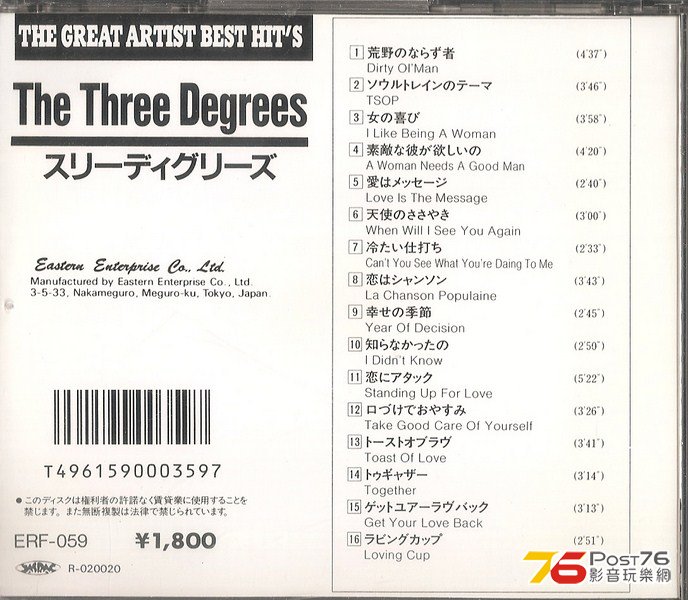 THE GREAT ARTIST BEST HIT'S
The Three Degrees
スリーディグリーズ
Eastern Enterprise Co., Ltd.
Manufactured by Eastern Enterprise Co., Ltd.
3-5-33, Nakameguro, Meguro-ku, Tokyo, Japan.
T4961590003597
●このディスクは権利者の許諾なく賃貸業に使用することを
禁じます。また無断複製は法律で禁じられています。
ERF-059 ¥1,800
R-020020
1 荒野のならず者 (4'37")
Dirty Ol'Man
2 ソウルトレインのテーマ (3'46")
TSOP
3 女の喜び (3'58")
I Like Being A Woman
4 素敵な彼が欲しいの (4'20")
A Woman Needs A Good Man
5 愛はメッセージ (2'40")
Love Is The Message
6 天使のささやき (3'00")
When Will I See You Again
7 冷たい仕打ち (2'33")
Can't You See What You're Daing To Me
8 恋はシャンソン (3'43")
La Chanson Populaine
9 幸せの季節 (2'45")
Year Of Decision
10 知らなかったの (2'59")
I Didn't Know
11 恋にアタック (5'22")
Standing Up For Love
12 口づけでおやすみ (3'26")
Take Good Care Of Yourself
13 トーストオブラヴ (3'41")
Toast Of Love
14 トゥギャザー (3'14")
Together
15 ゲットユアーラヴバック (3'13")
Get Your Love Back
16 ラビングカップ (2'51")
Loving Cup
76 POST76
影音玩樂網